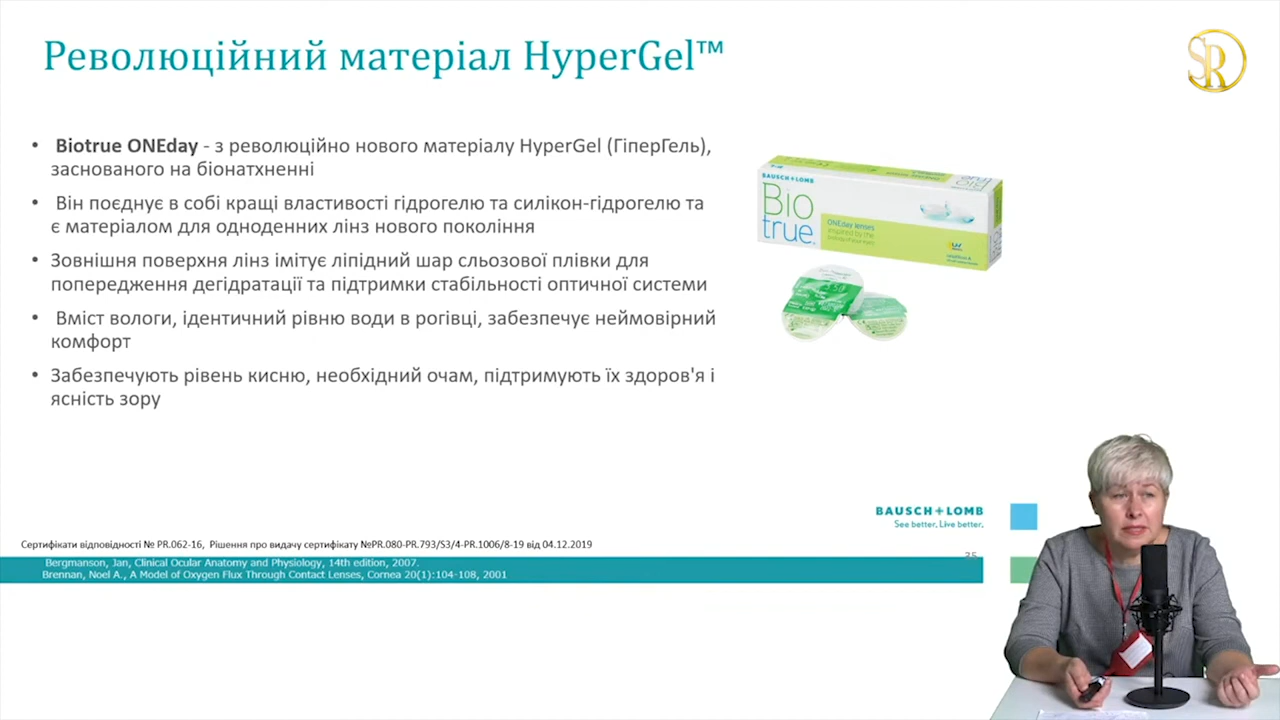 Революційний матеріал HyperGel™
SR
• Biotrue ONEday - з революційно нового матеріалу HyperGel (ГіперГель),
заснованого на біонатхненні
• Він поєднує в собі кращі властивості гідрогелю та силікон-гідрогелю та
є матеріалом для одноденних лінз нового покоління
• Зовнішня поверхня лінз імітує ліпідний шар сльозової плівки для
попередження дегідратації та підтримки стабільності оптичної системи
• Вміст вологи, ідентичний рівню води в рогівці, забезпечує неймовірний
комфорт
• Забезпечують рівень кисню, необхідний очам, підтримують їх здоров'я і
ясність зору
BAUSCH + LOMB
Bio
true
ONEday lenses
inspired by the
BAUSCH + LOMB
See better. Live better.
Сертифікати відповідності № PR.062-16, Рішення про видачу сертифікату №PR.080-PR.793/S3/4-PR.1006/8-19 від 04.12.2019
35
Bergmanson, Jan, Clinical Ocular Anatomy and Physiology, 14th edition, 2007.
Brennan, Noel A., A Model of Oxygen Flux Through Contact Lenses, Cornea 20(1):104-108, 2001